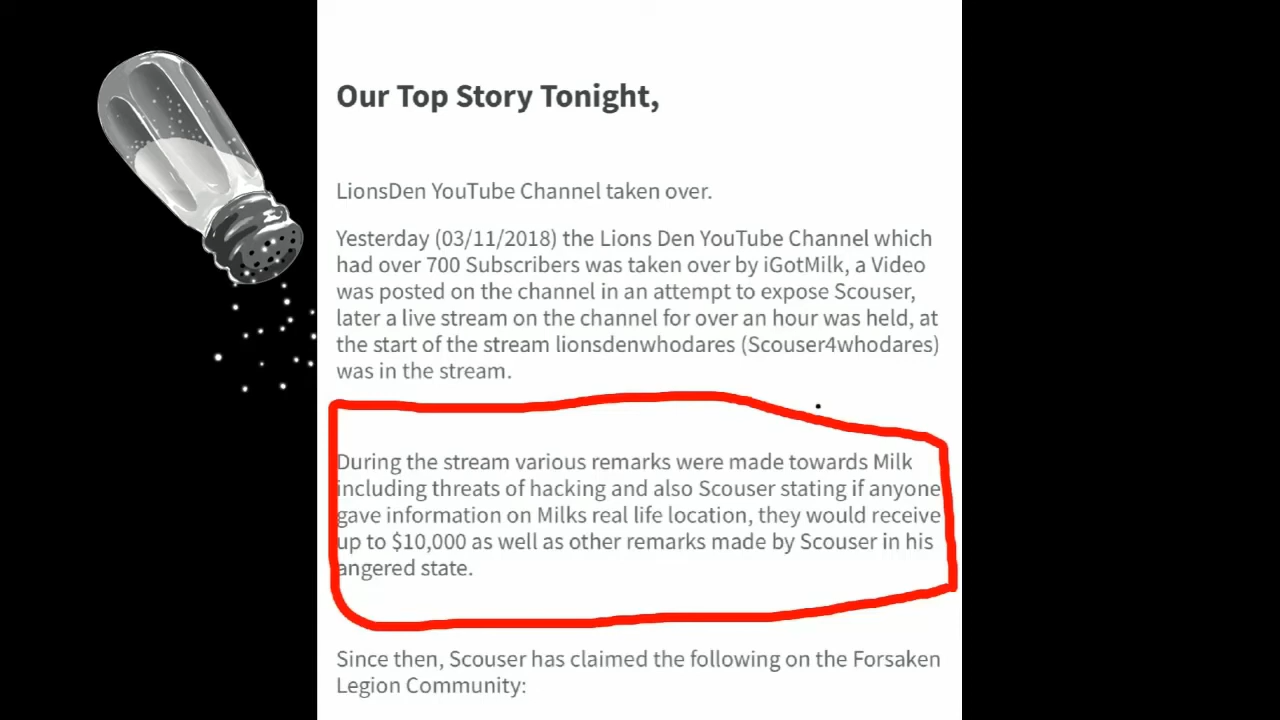 Our Top Story Tonight,
LionsDen YouTube Channel taken over.
Yesterday (03/11/2018) the Lions Den YouTube Channel which
had over 700 Subscribers was taken over by iGotMilk, a Video
was posted on the channel in an attempt to expose Scouser,
later a live stream on the channel for over an hour was held, at
the start of the stream lionsdenwhodares (Scouser4whodares)
was in the stream.
During the stream various remarks were made towards Milk
including threats of hacking and also Scouser stating if anyone
gave information on Milks real life location, they would receive
up to $10,000 as well as other remarks made by Scouser in his
angered state.
Since then, Scouser has claimed the following on the Forsaken
Legion Community: